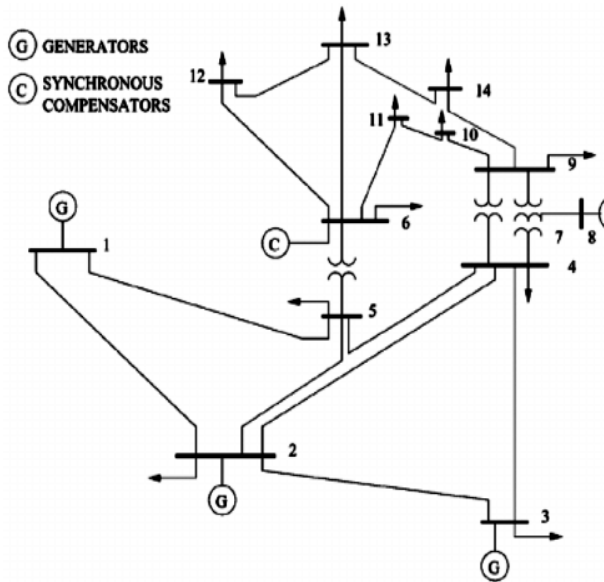 G GENERATORS
C SYNCHRONOUS
COMPENSATORS
13
12
14
11
10
9
G
C
6
1
7
8
4
5
2
G
3
G